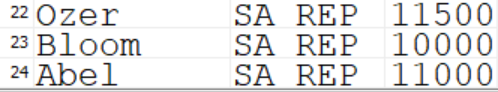 22 Ozer SA REP 11500
23 Bloom SA REP 10000
24 Abel SA REP 11000